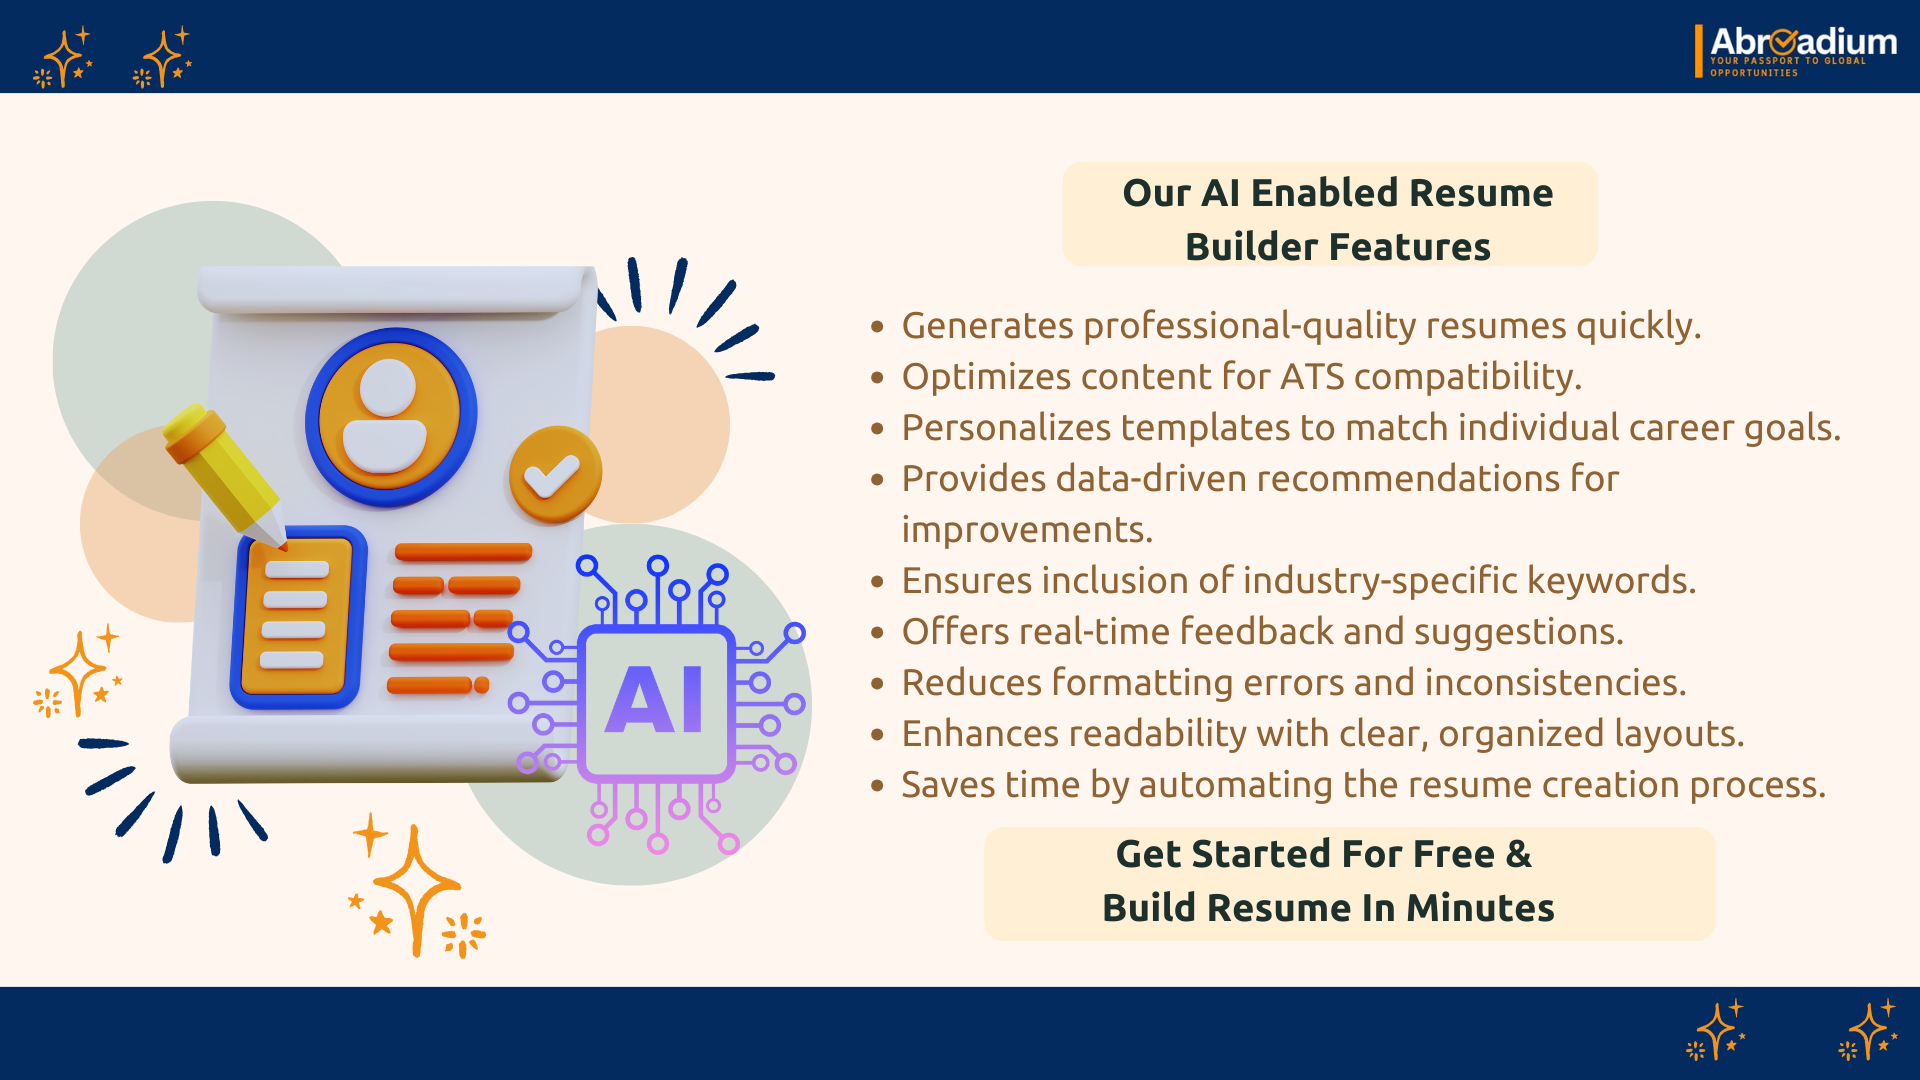 Abroadium
YOUR PASSPORT TO GLOBAL
OPPORTUNITIES
Our AI Enabled Resume
Builder Features
• Generates professional-quality resumes quickly.
• Optimizes content for ATS compatibility.
• Personalizes templates to match individual career goals.
• Provides data-driven recommendations for
improvements.
• Ensures inclusion of industry-specific keywords.
• Offers real-time feedback and suggestions.
• Reduces formatting errors and inconsistencies.
• Enhances readability with clear, organized layouts.
• Saves time by automating the resume creation process.
AI
Get Started For Free &
Build Resume In Minutes